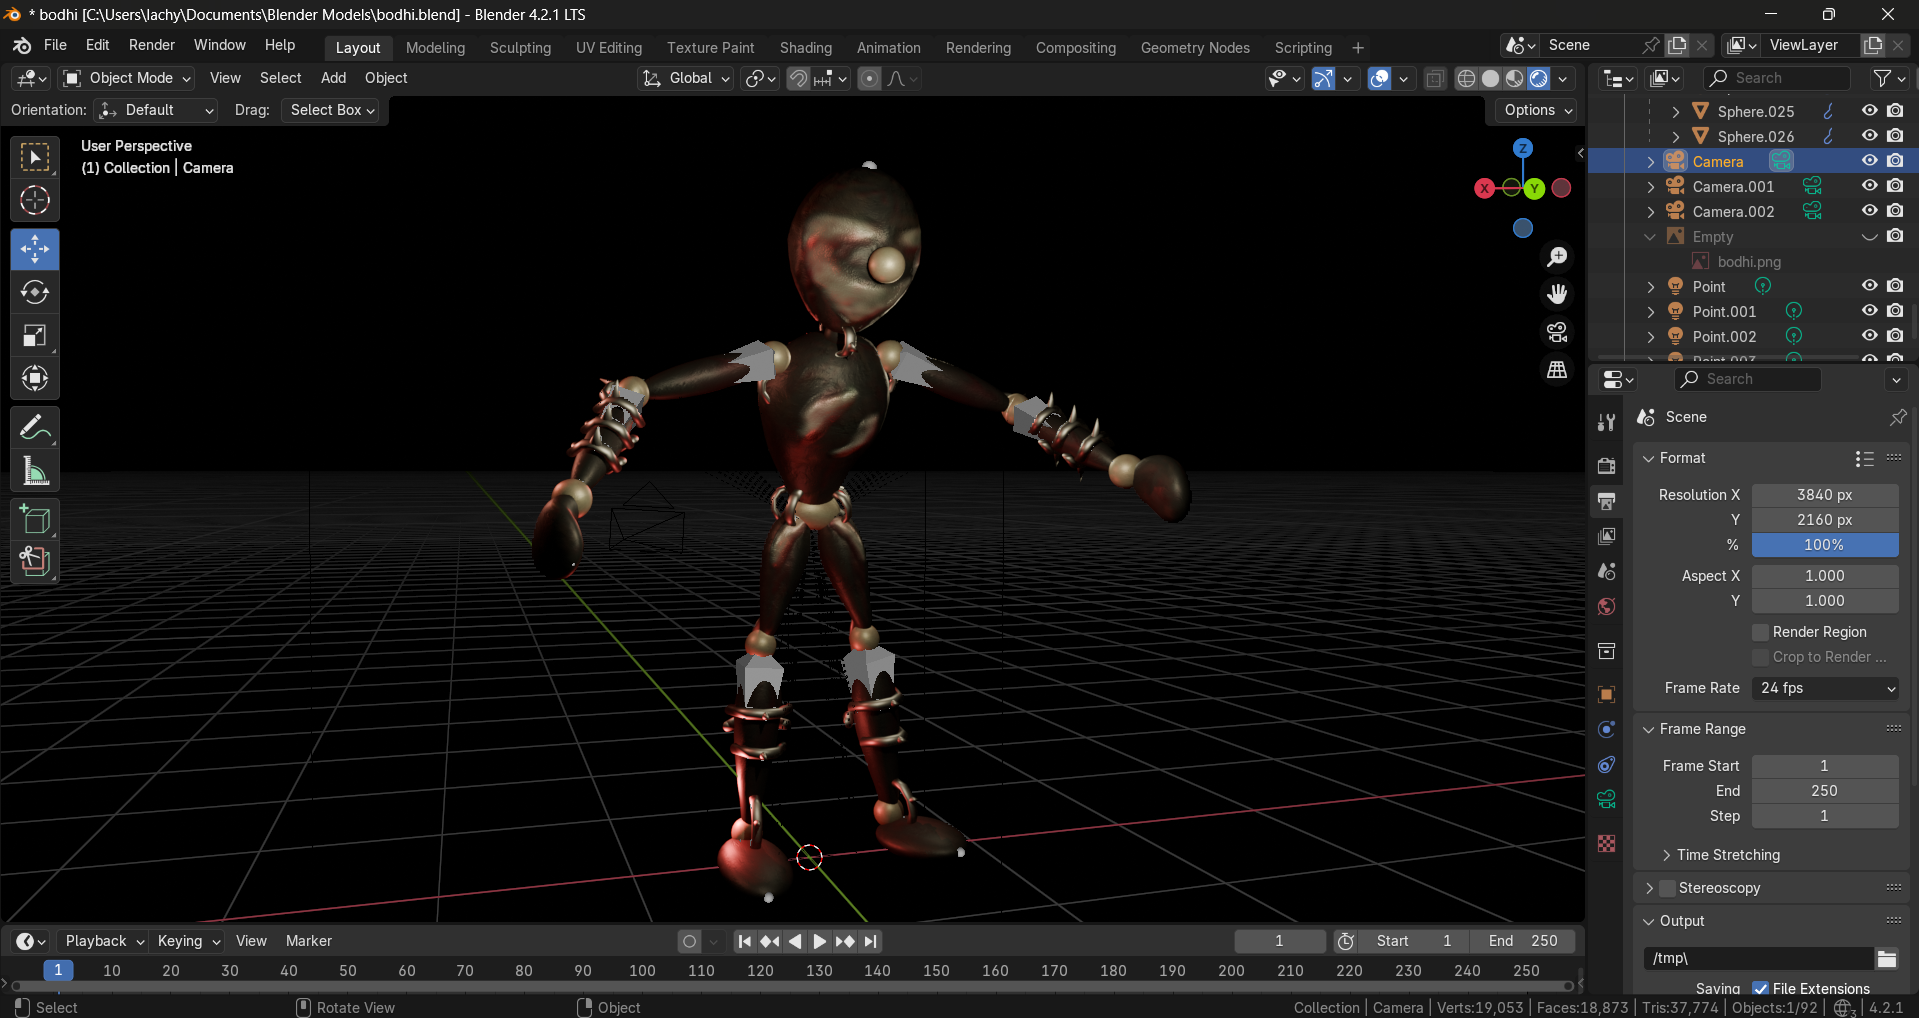 * bodhi [C:\Users\lachy\Documents\Blender Models\bodhi.blend] - Blender 4.2.1 LTS
File Edit Render Window Help Layout Modeling Sculpting UV Editing Texture Paint Shading Animation Rendering Compositing Geometry Nodes Scripting + Scene ViewLayer
Object Mode View Select Add Object Global Search
Orientation: Default Drag: Select Box Options
User Perspective
(1) Collection | Camera
Z
X Y
Sphere.025
Sphere.026
Camera
Camera.001
Camera.002
Empty
bodhi.png
Point
Point.001
Point.002
Point.003
Search
Scene
Format
Resolution X 3840 px
Y 2160 px
% 100%
Aspect X 1.000
Y 1.000
Render Region
Crop to Render ...
Frame Rate 24 fps
Frame Range
Frame Start 1
End 250
Step 1
Time Stretching
Stereoscopy
Output
/tmp\
Saving File Extensions
Playback Keying View Marker 1 Start 1 End 250
1 10 20 30 40 50 60 70 80 90 100 110 120 130 140 150 160 170 180 190 200 210 220 230 240 250
Select Rotate View Object Collection | Camera | Verts:19,053 | Faces:18,873 | Tris:37,774 | Objects:1/92 | 3 | 4.2.1